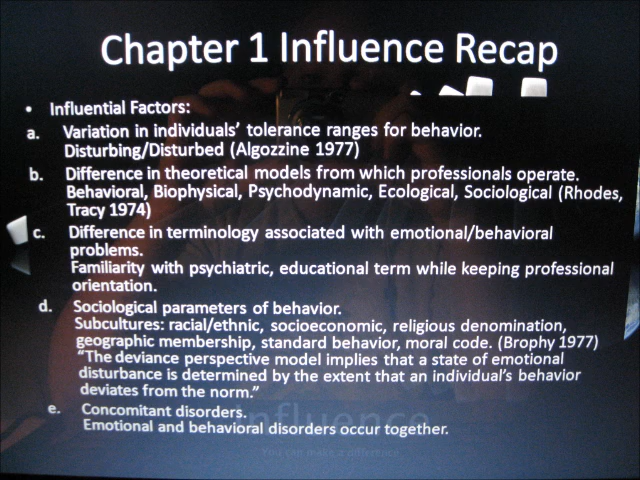 Chapter 1 Influence Recap
• Influential Factors:
a. Variation in individuals' tolerance ranges for behavior.
Disturbing/Disturbed (Algozzine 1977)
b. Difference in theoretical models from which professionals operate.
Behavioral, Biophysical, Psychodynamic, Ecological, Sociological (Rhodes,
Tracy 1974)
c. Difference in terminology associated with emotional/behavioral
problems.
Familiarity with psychiatric, educational term while keeping professional
orientation.
d. Sociological parameters of behavior.
Subcultures: racial/ethnic, socioeconomic, religious denomination,
geographic membership, standard behavior, moral code. (Brophy 1977)
“The deviance perspective model implies that a state of emotional
disturbance is determined by the extent that an individual's behavior
deviates from the norm.”
e. Concomitant disorders.
influence
Emotional and behavioral disorders occur together.
You can make a difference